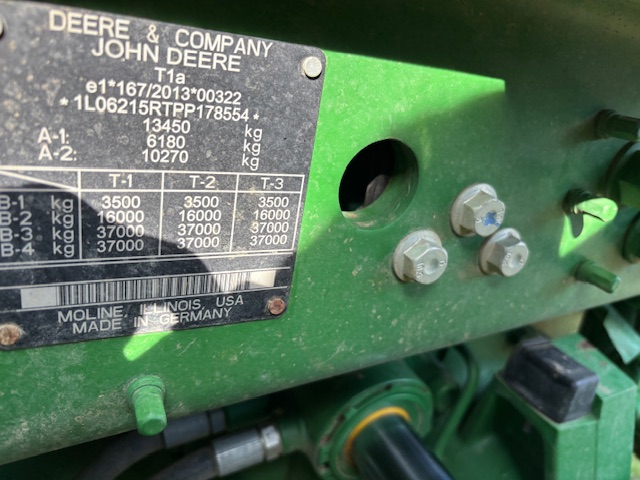 DEERE & COMPANY
JOHN DEERE
T1a
e1*167/2013*00322
* 1L06215RTPP178554 *
13450 kg
A-1: 6180 kg
A-2: 10270 kg
T-1 T-2 T-3
B-1 kg 3500 3500 3500
B-2 kg 16000 16000 16000
B-3 kg 37000 37000 37000
B-4 kg 37000 37000 37000
MOLINE, ILLINOIS, USA
MADE IN GERMANY